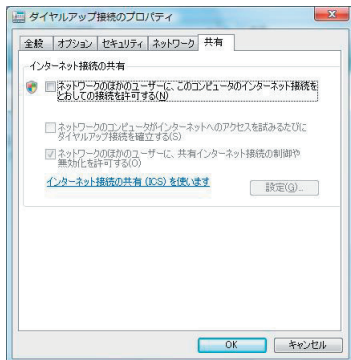 ダイヤルアップ接続のプロパティ
全般 オプション セキュリティ ネットワーク 共有
インターネット接続の共有
ネットワークのほかのユーザーに、このコンピュータのインターネット接続を
とおしての接続を許可する(N)
ネットワークのコンピュータがインターネットへのアクセスを試みるたびに
ダイヤルアップ接続を確立する(S)
ネットワークのほかのユーザーに、共有インターネット接続の制御や
無効化を許可する(O)
インターネット接続の共有 (ICS) を使います
設定(G)...
OK キャンセル